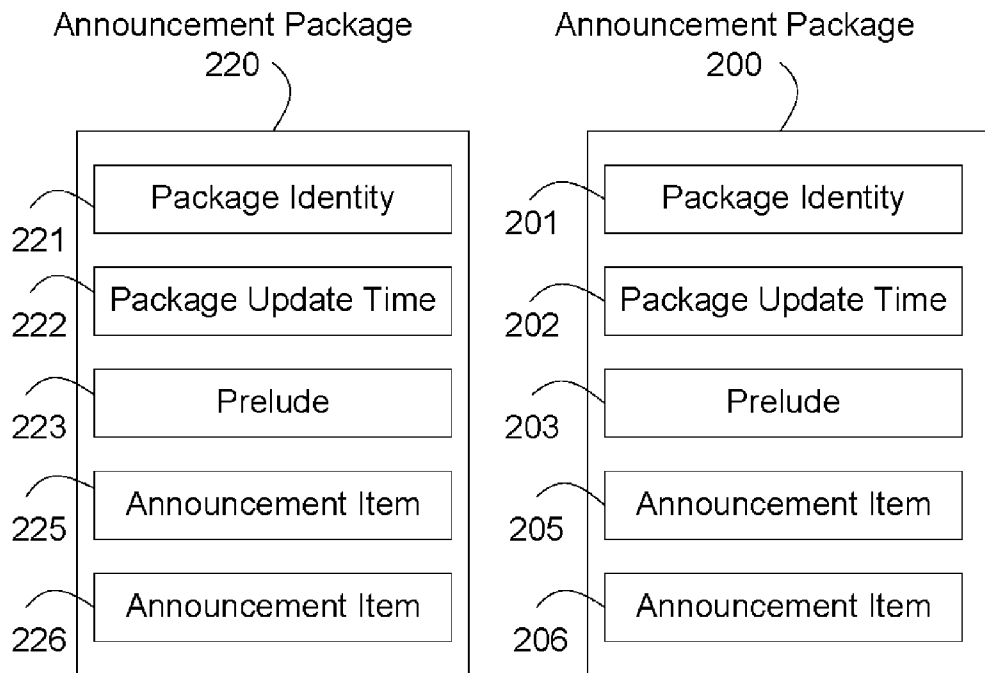 Announcement Package
220
Package Identity
221
Package Update Time
222
Prelude
223
Announcement Item
225
Announcement Item
226
Announcement Package
200
Package Identity
201
Package Update Time
202
Prelude
203
Announcement Item
205
Announcement Item
206